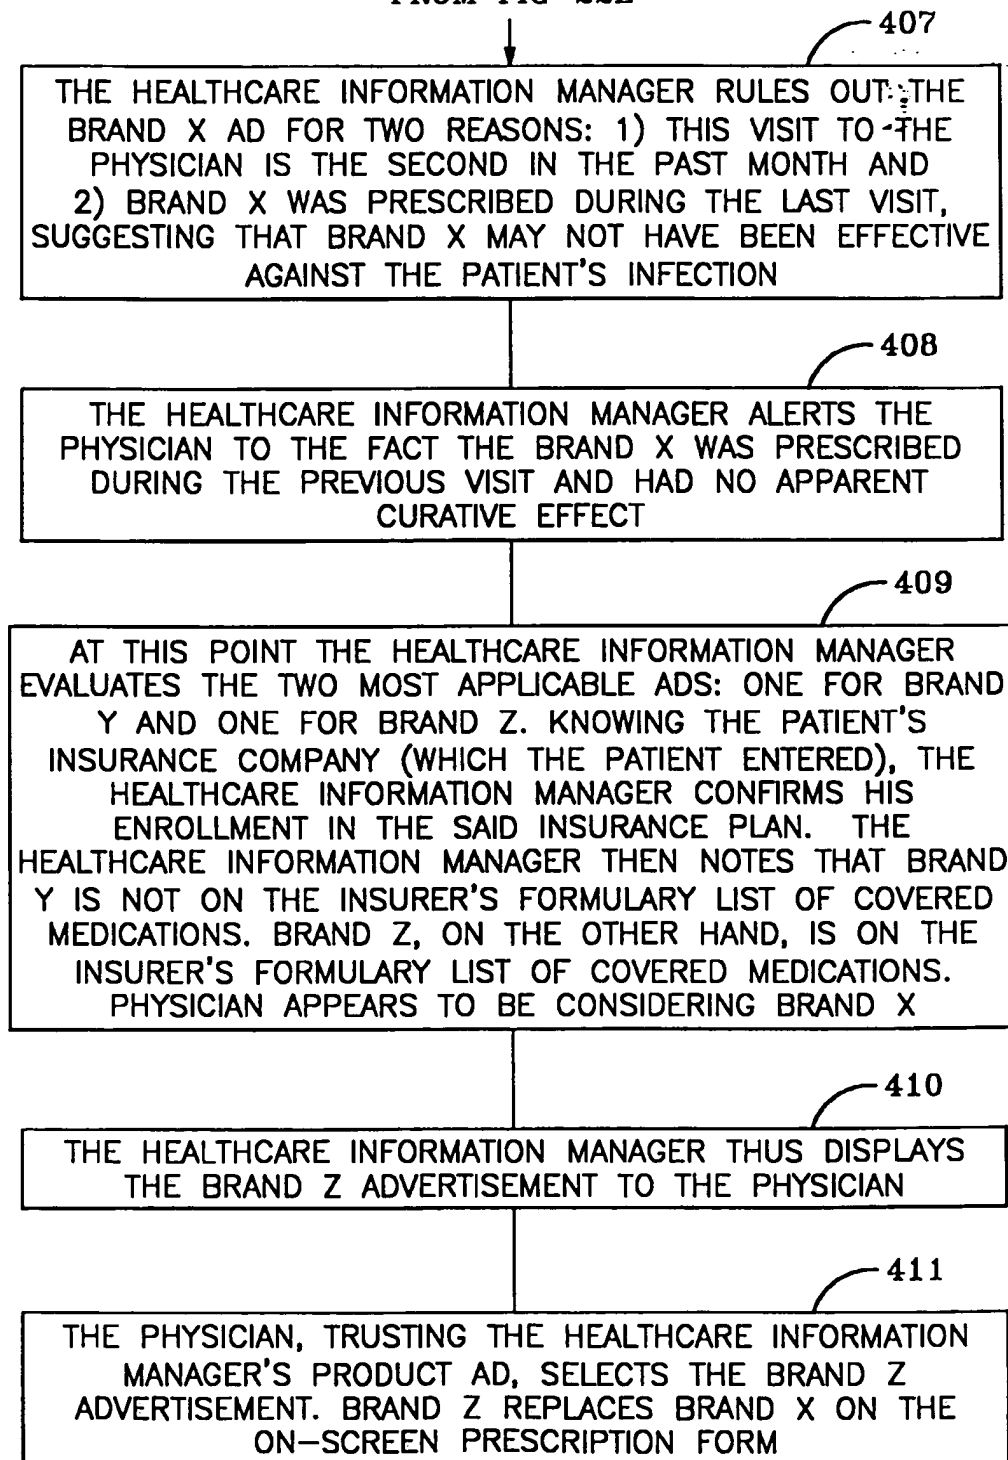 FROM FIG 22E
407
THE HEALTHCARE INFORMATION MANAGER RULES OUT THE
BRAND X AD FOR TWO REASONS: 1) THIS VISIT TO THE
PHYSICIAN IS THE SECOND IN THE PAST MONTH AND
2) BRAND X WAS PRESCRIBED DURING THE LAST VISIT,
SUGGESTING THAT BRAND X MAY NOT HAVE BEEN EFFECTIVE
AGAINST THE PATIENT'S INFECTION
408
THE HEALTHCARE INFORMATION MANAGER ALERTS THE
PHYSICIAN TO THE FACT THE BRAND X WAS PRESCRIBED
DURING THE PREVIOUS VISIT AND HAD NO APPARENT
CURATIVE EFFECT
409
AT THIS POINT THE HEALTHCARE INFORMATION MANAGER
EVALUATES THE TWO MOST APPLICABLE ADS: ONE FOR BRAND
Y AND ONE FOR BRAND Z. KNOWING THE PATIENT'S
INSURANCE COMPANY (WHICH THE PATIENT ENTERED), THE
HEALTHCARE INFORMATION MANAGER CONFIRMS HIS
ENROLLMENT IN THE SAID INSURANCE PLAN. THE
HEALTHCARE INFORMATION MANAGER THEN NOTES THAT BRAND
Y IS NOT ON THE INSURER'S FORMULARY LIST OF COVERED
MEDICATIONS. BRAND Z, ON THE OTHER HAND, IS ON THE
INSURER'S FORMULARY LIST OF COVERED MEDICATIONS.
PHYSICIAN APPEARS TO BE CONSIDERING BRAND X
410
THE HEALTHCARE INFORMATION MANAGER THUS DISPLAYS
THE BRAND Z ADVERTISEMENT TO THE PHYSICIAN
411
THE PHYSICIAN, TRUSTING THE HEALTHCARE INFORMATION
MANAGER'S PRODUCT AD, SELECTS THE BRAND Z
ADVERTISEMENT. BRAND Z REPLACES BRAND X ON THE
ON-SCREEN PRESCRIPTION FORM